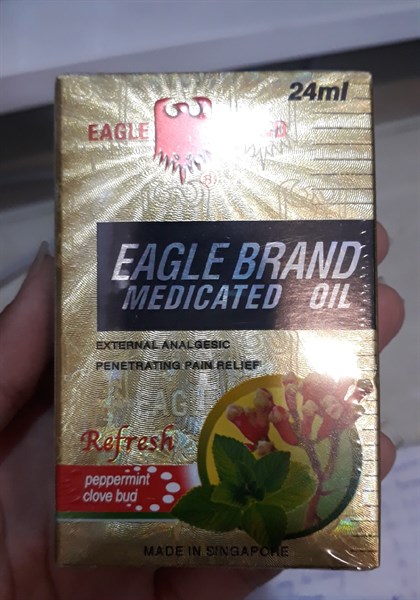 24ml
EAGLE
®
EAGLE BRAND
MEDICATED OIL
EXTERNAL ANALGESIC
PENETRATING PAIN RELIEF
Refresh
peppermint
clove bud
MADE IN SINGAPORE